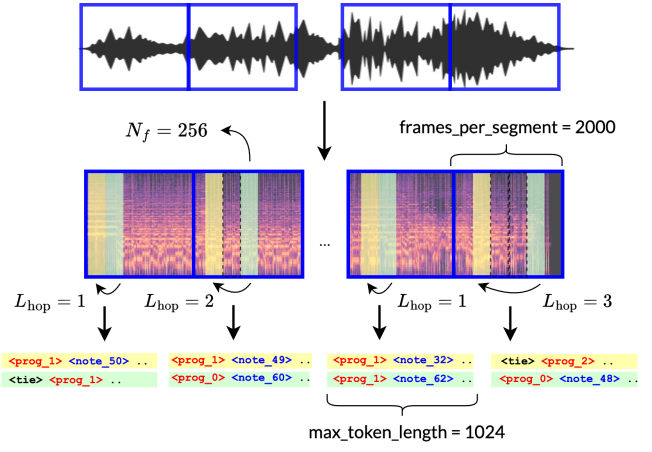 N_f = 256
frames_per_segment = 2000
...
L_hop = 1
L_hop = 2
L_hop = 1
L_hop = 3
<prog_1> <note_50> ..
<tie> <prog_1> ..
<prog_1> <note_49> ..
<prog_0> <note_60> ..
<prog_1> <note_32> ..
<prog_1> <note_62> ..
<tie> <prog_2> ..
<prog_0> <note_48> ..
max_token_length = 1024